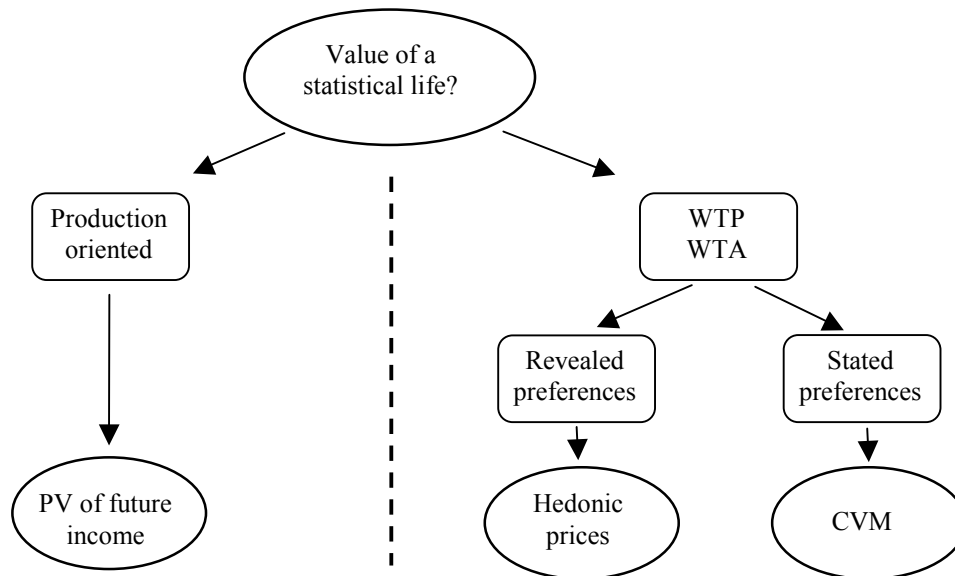 Value of a
statistical life?
Production
oriented
WTP
WTA
Revealed
preferences
Stated
preferences
PV of future
income
Hedonic
prices
CVM